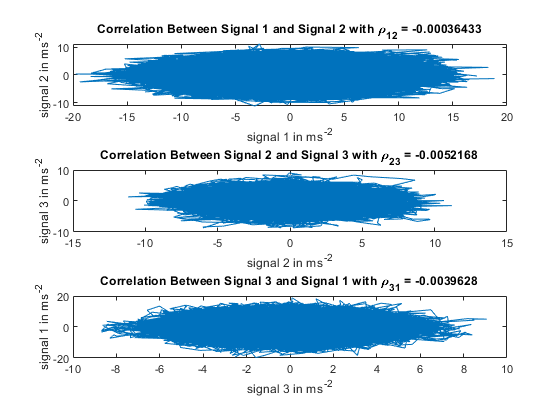 Correlation Between Signal 1 and Signal 2 with ρ12 = -0.00036433
signal 2 in ms-2
10
0
-10
-20 -15 -10 -5 0 5 10 15 20
signal 1 in ms-2
Correlation Between Signal 2 and Signal 3 with ρ23 = -0.0052168
signal 3 in ms-2
10
0
-10
-15 -10 -5 0 5 10 15
signal 2 in ms-2
Correlation Between Signal 3 and Signal 1 with ρ31 = -0.0039628
signal 1 in ms-2
20
0
-20
-10 -8 -6 -4 -2 0 2 4 6 8 10
signal 3 in ms-2